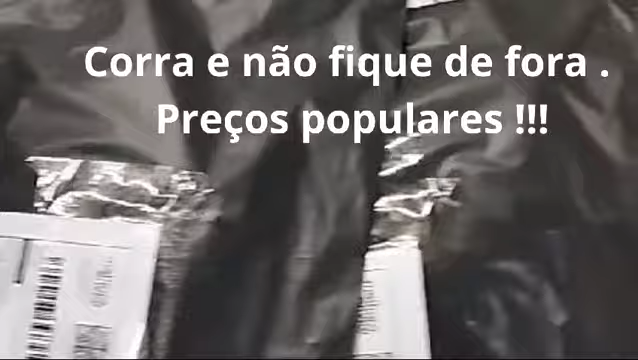 Corra e não fique de fora .
Preços populares !!!